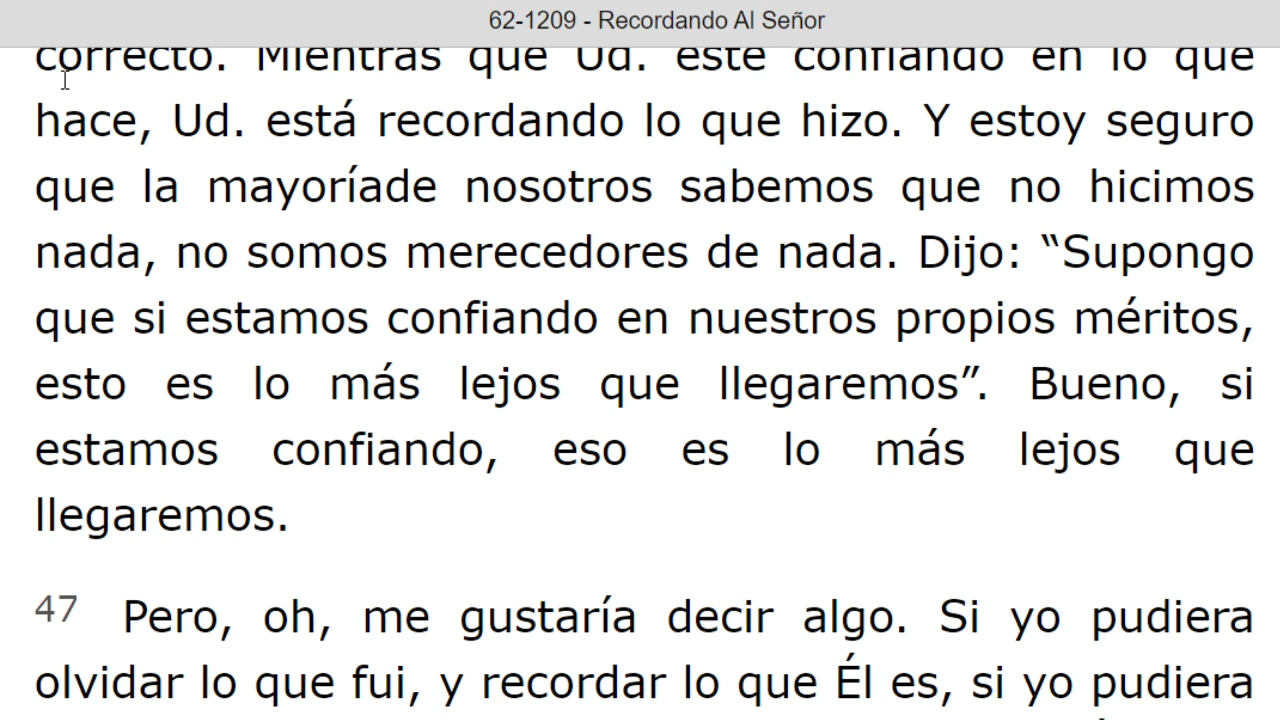 62-1209 - Recordando Al Señor
correcto. Mientras que Ud. esté confiando en lo que
hace, Ud. está recordando lo que hizo. Y estoy seguro
que la mayoríade nosotros sabemos que no hicimos
nada, no somos merecedores de nada. Dijo: “Supongo
que si estamos confiando en nuestros propios méritos,
esto es lo más lejos que llegaremos”. Bueno, si
estamos confiando, eso es lo más lejos que
llegaremos.
47 Pero, oh, me gustaría decir algo. Si yo pudiera
olvidar lo que fui, y recordar lo que Él es, si yo pudiera